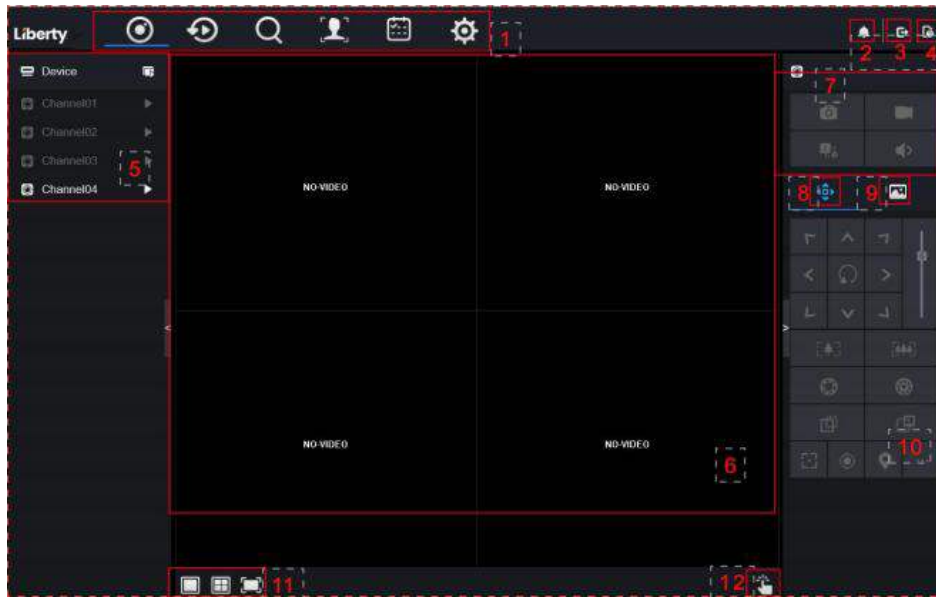 Liberty
1
2
3
4
Device
7
Channel01
Channel02
Channel03
5
Channel04
8
9
NO-VIDEO
NO-VIDEO
NO-VIDEO
NO-VIDEO
10
6
11
12